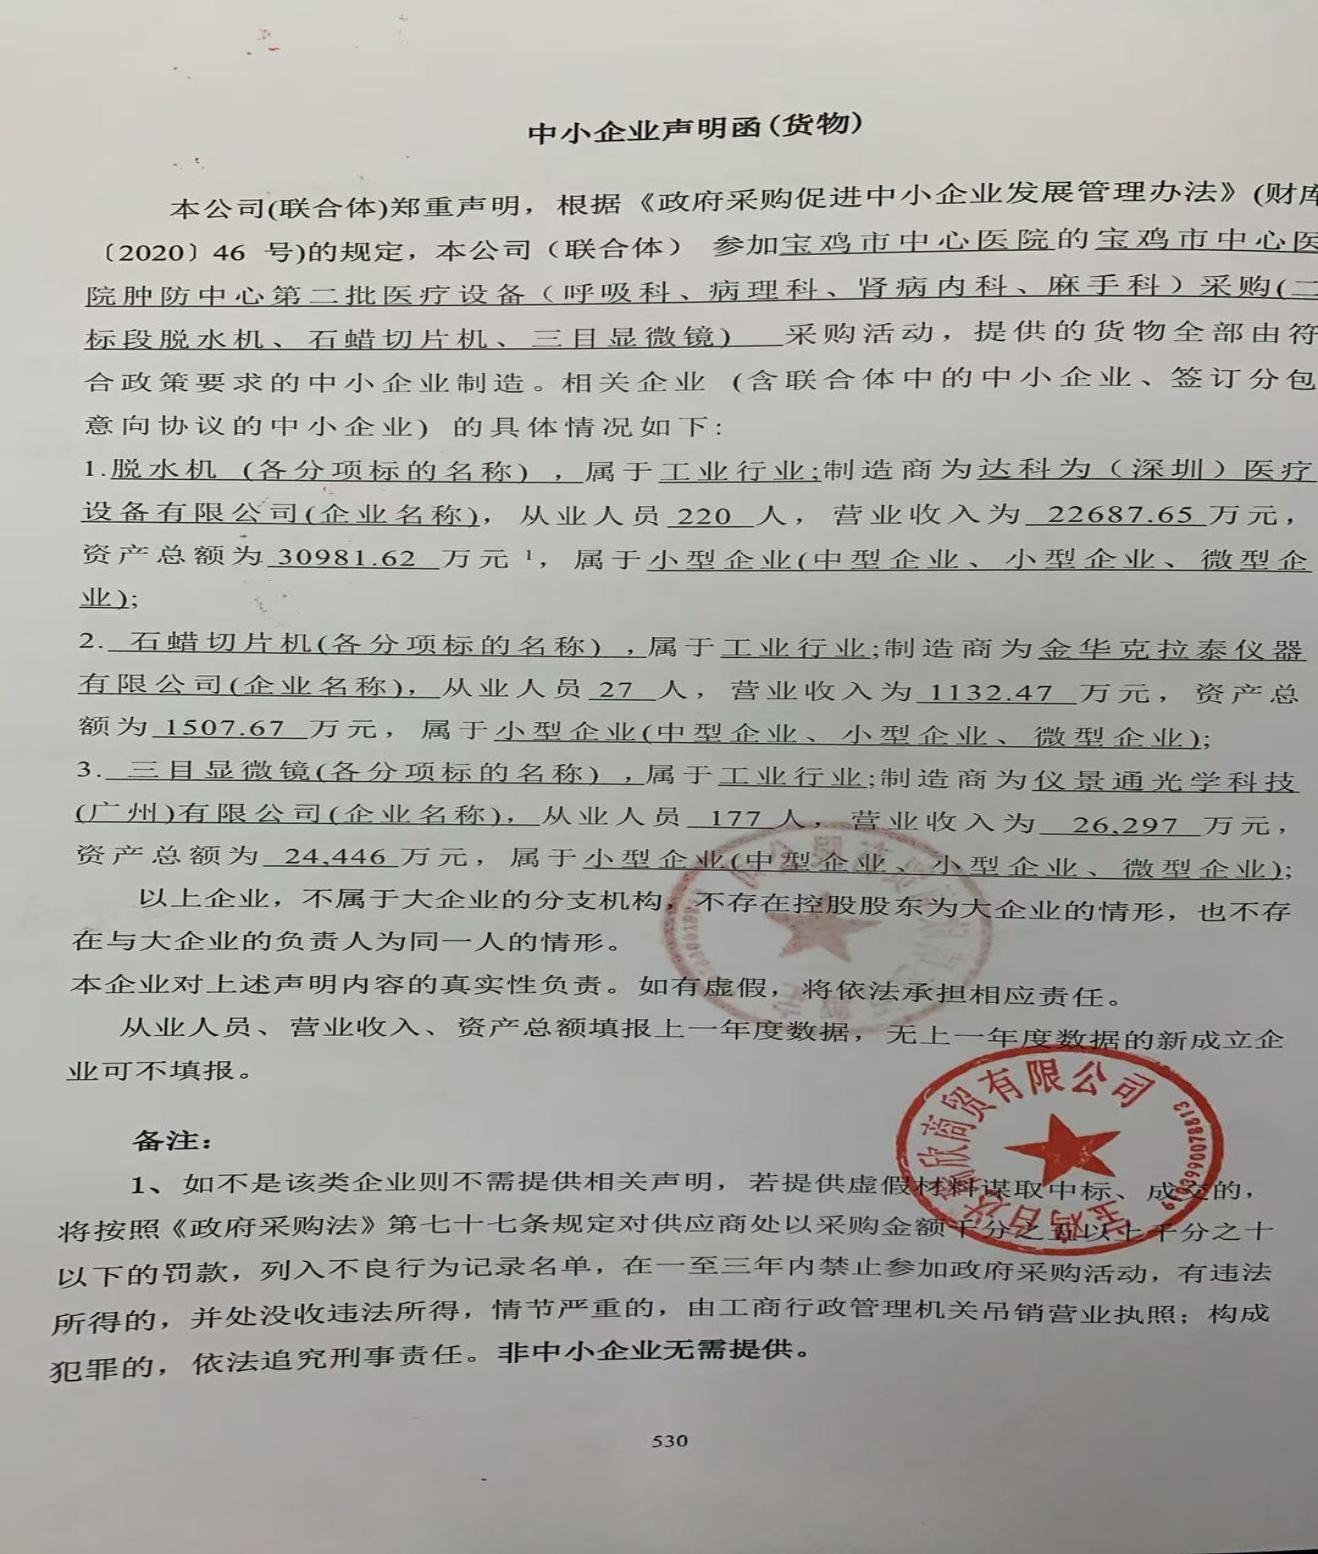 中小企业声明函(货物)
本公司(联合体)郑重声明，根据《政府采购促进中小企业发展管理办法》(财库
〔2020〕46 号)的规定，本公司（联合体） 参加宝鸡市中心医院的宝鸡市中心医
院肿防中心第二批医疗设备（呼吸科、病理科、肾病内科、麻手科）采购(二
标段脱水机、石蜡切片机、三目显微镜) 采购活动，提供的货物全部由符
合政策要求的中小企业制造。相关企业 (含联合体中的中小企业、签订分包
意向协议的中小企业) 的具体情况如下:
1.脱水机 (各分项标的名称) ，属于工业行业;制造商为达科为（深圳）医疗
设备有限公司(企业名称)，从业人员 220 人，营业收入为 22687.65 万元，
资产总额为 30981.62 万元 1，属于小型企业(中型企业、小型企业、微型企
业);
2. 石蜡切片机(各分项标的名称) ，属于工业行业;制造商为金华克拉泰仪器
有限公司(企业名称)，从业人员 27 人，营业收入为 1132.47 万元，资产总
额为 1507.67 万元，属于小型企业(中型企业、小型企业、微型企业);
3. 三目显微镜(各分项标的名称) ，属于工业行业;制造商为仪景通光学科技
(广州)有限公司(企业名称)，从业人员 177 人，营业收入为 26,297 万元，
资产总额为 24,446 万元，属于小型企业(中型企业、小型企业、微型企业);
以上企业，不属于大企业的分支机构，不存在控股股东为大企业的情形，也不存
在与大企业的负责人为同一人的情形。
本企业对上述声明内容的真实性负责。如有虚假，将依法承担相应责任。
从业人员、营业收入、资产总额填报上一年度数据，无上一年度数据的新成立企
业可不填报。
宝鸡百达瀚欣商贸有限公司
备注：
1、如不是该类企业则不需提供相关声明，若提供虚假材料谋取中标、成交的，
将按照《政府采购法》第七十七条规定对供应商处以采购金额千分之五以上千分之十
以下的罚款，列入不良行为记录名单，在一至三年内禁止参加政府采购活动，有违法
所得的，并处没收违法所得，情节严重的，由工商行政管理机关吊销营业执照；构成
犯罪的，依法追究刑事责任。非中小企业无需提供。
530